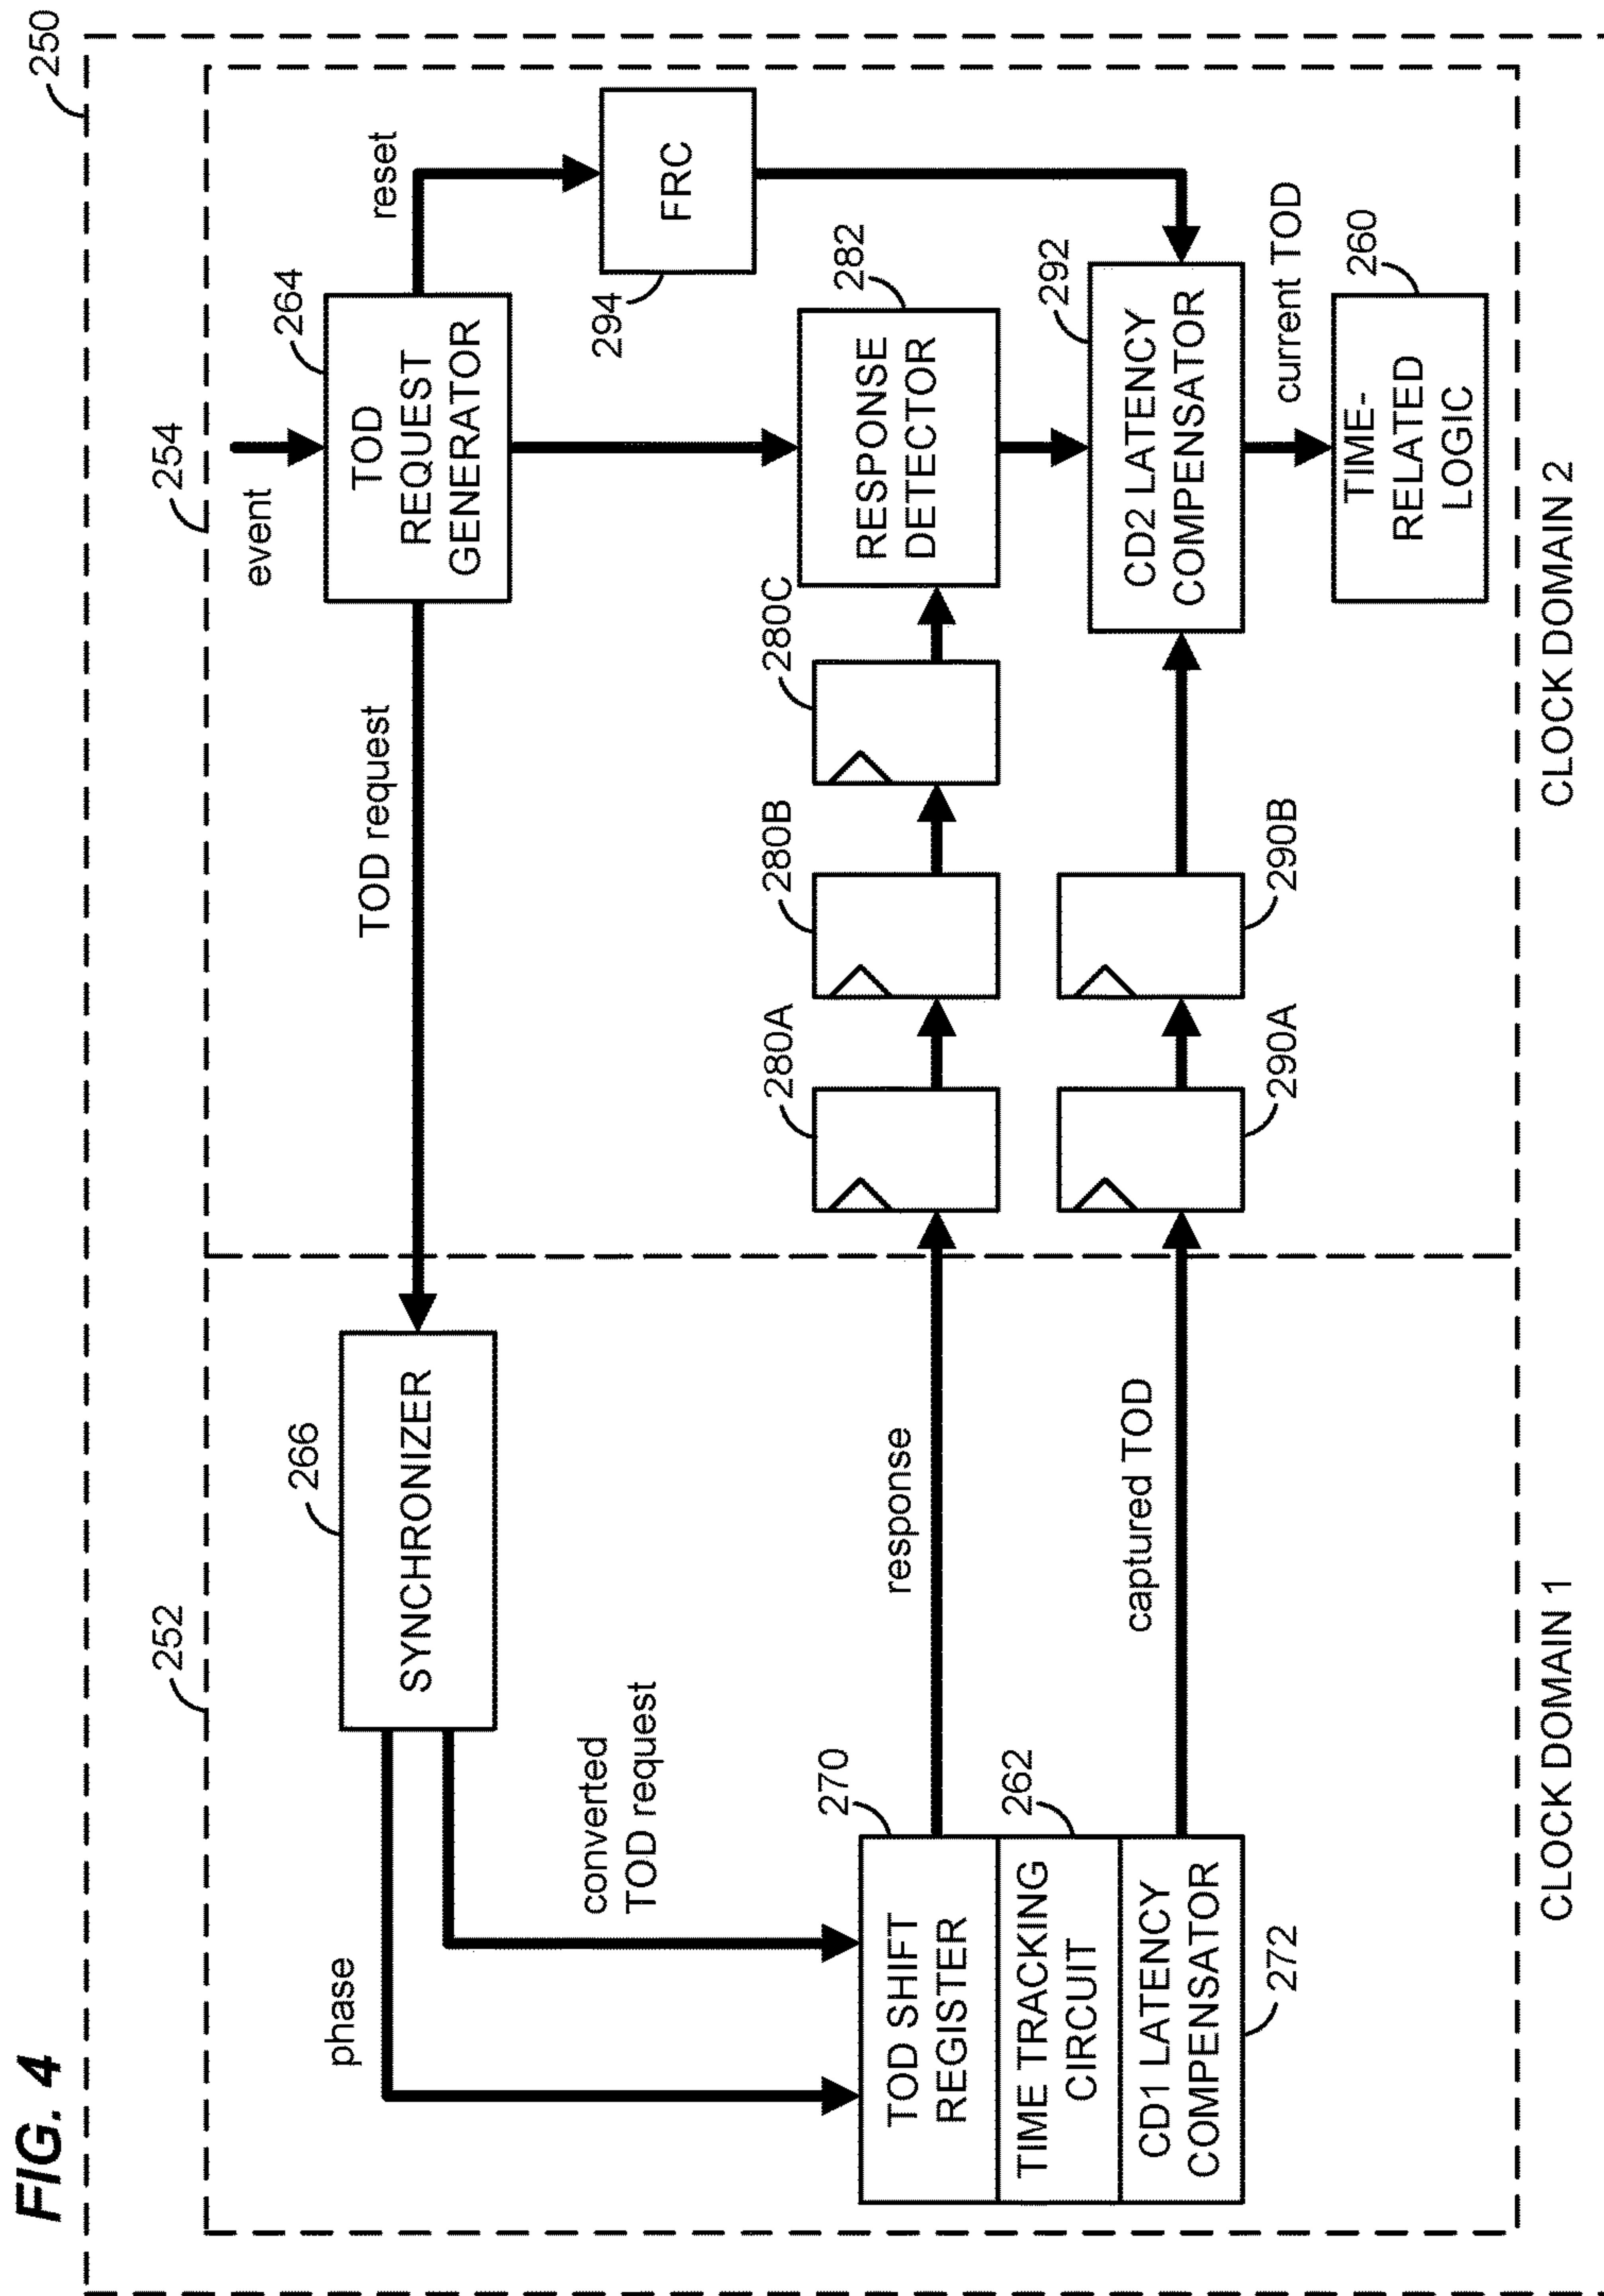 FIG. 4
250
252
254
event
264
TOD
REQUEST
GENERATOR
reset
TOD request
266
SYNCHRONIZER
phase
converted
TOD request
294
FRC
270
TOD SHIFT
REGISTER
response
280A
280B
280C
282
RESPONSE
DETECTOR
262
TIME TRACKING
CIRCUIT
CD1 LATENCY
COMPENSATOR
272
captured TOD
290A
290B
292
CD2 LATENCY
COMPENSATOR
current TOD
260
TIME-
RELATED
LOGIC
CLOCK DOMAIN 1
CLOCK DOMAIN 2